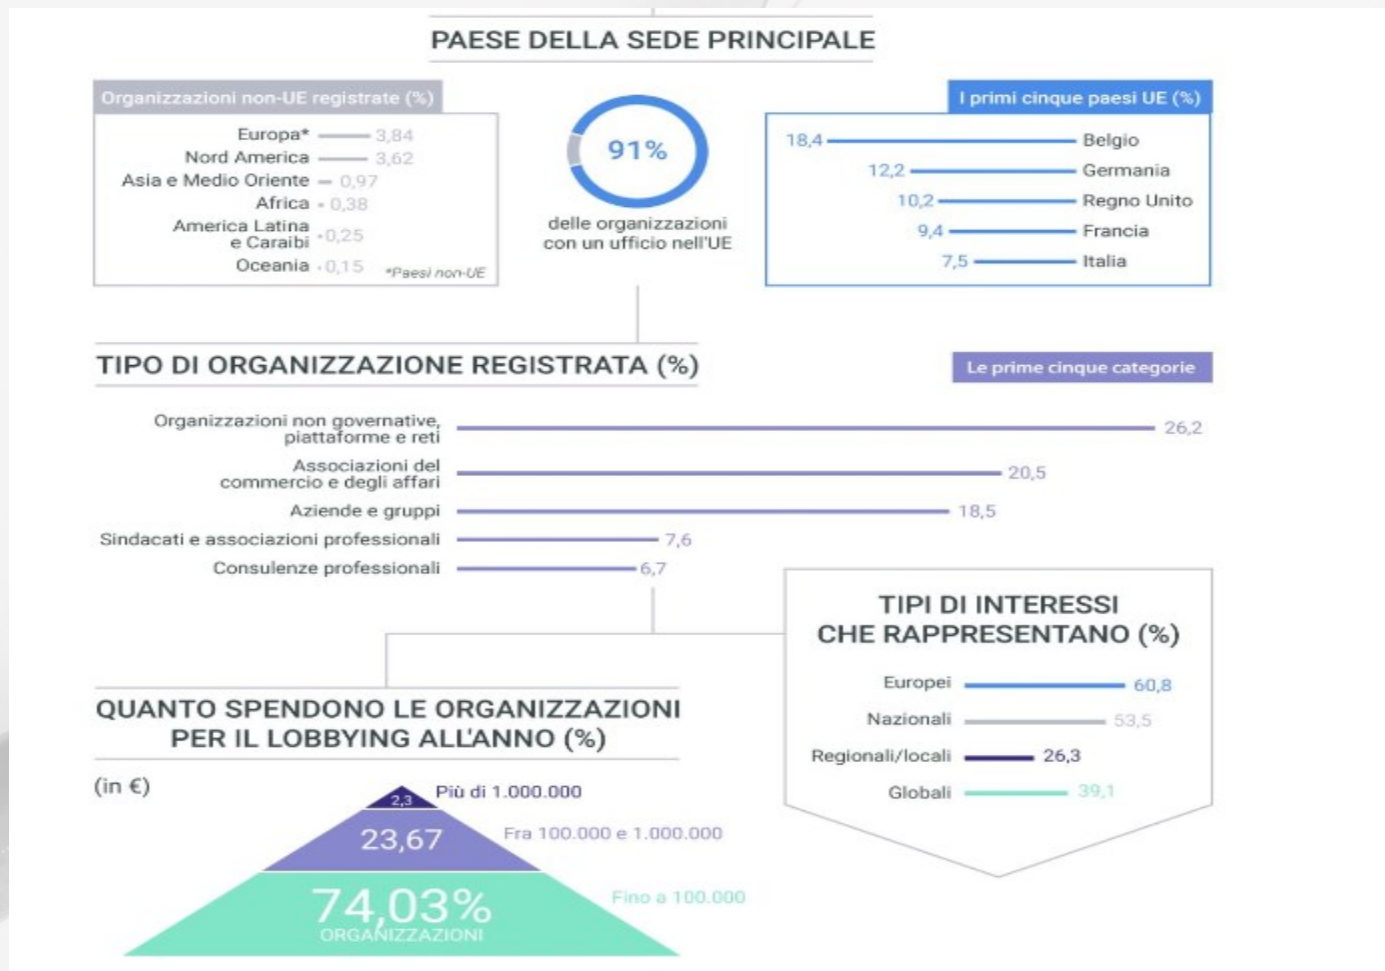 PAESE DELLA SEDE PRINCIPALE
Organizzazioni non-UE registrate (%)
Europa* 3,84
Nord America 3,62
Asia e Medio Oriente 0,97
Africa 0,38
America Latina
e Caraibi 0,25
Oceania 0,15
*Paesi non-UE
91%
delle organizzazioni
con un ufficio nell'UE
I primi cinque paesi UE (%)
18,4 Belgio
12,2 Germania
10,2 Regno Unito
9,4 Francia
7,5 Italia
TIPO DI ORGANIZZAZIONE REGISTRATA (%)
Le prime cinque categorie
Organizzazioni non governative,
piattaforme e reti 26,2
Associazioni del
commercio e degli affari 20,5
Aziende e gruppi 18,5
Sindacati e associazioni professionali 7,6
Consulenze professionali 6,7
TIPI DI INTERESSI
CHE RAPPRESENTANO (%)
Europei 60,8
Nazionali 53,5
Regionali/locali 26,3
Globali 39,1
QUANTO SPENDONO LE ORGANIZZAZIONI
PER IL LOBBYING ALL'ANNO (%)
(in €)
2,3 Più di 1.000.000
23,67 Fra 100.000 e 1.000.000
74,03% Fino a 100.000
ORGANIZZAZIONI